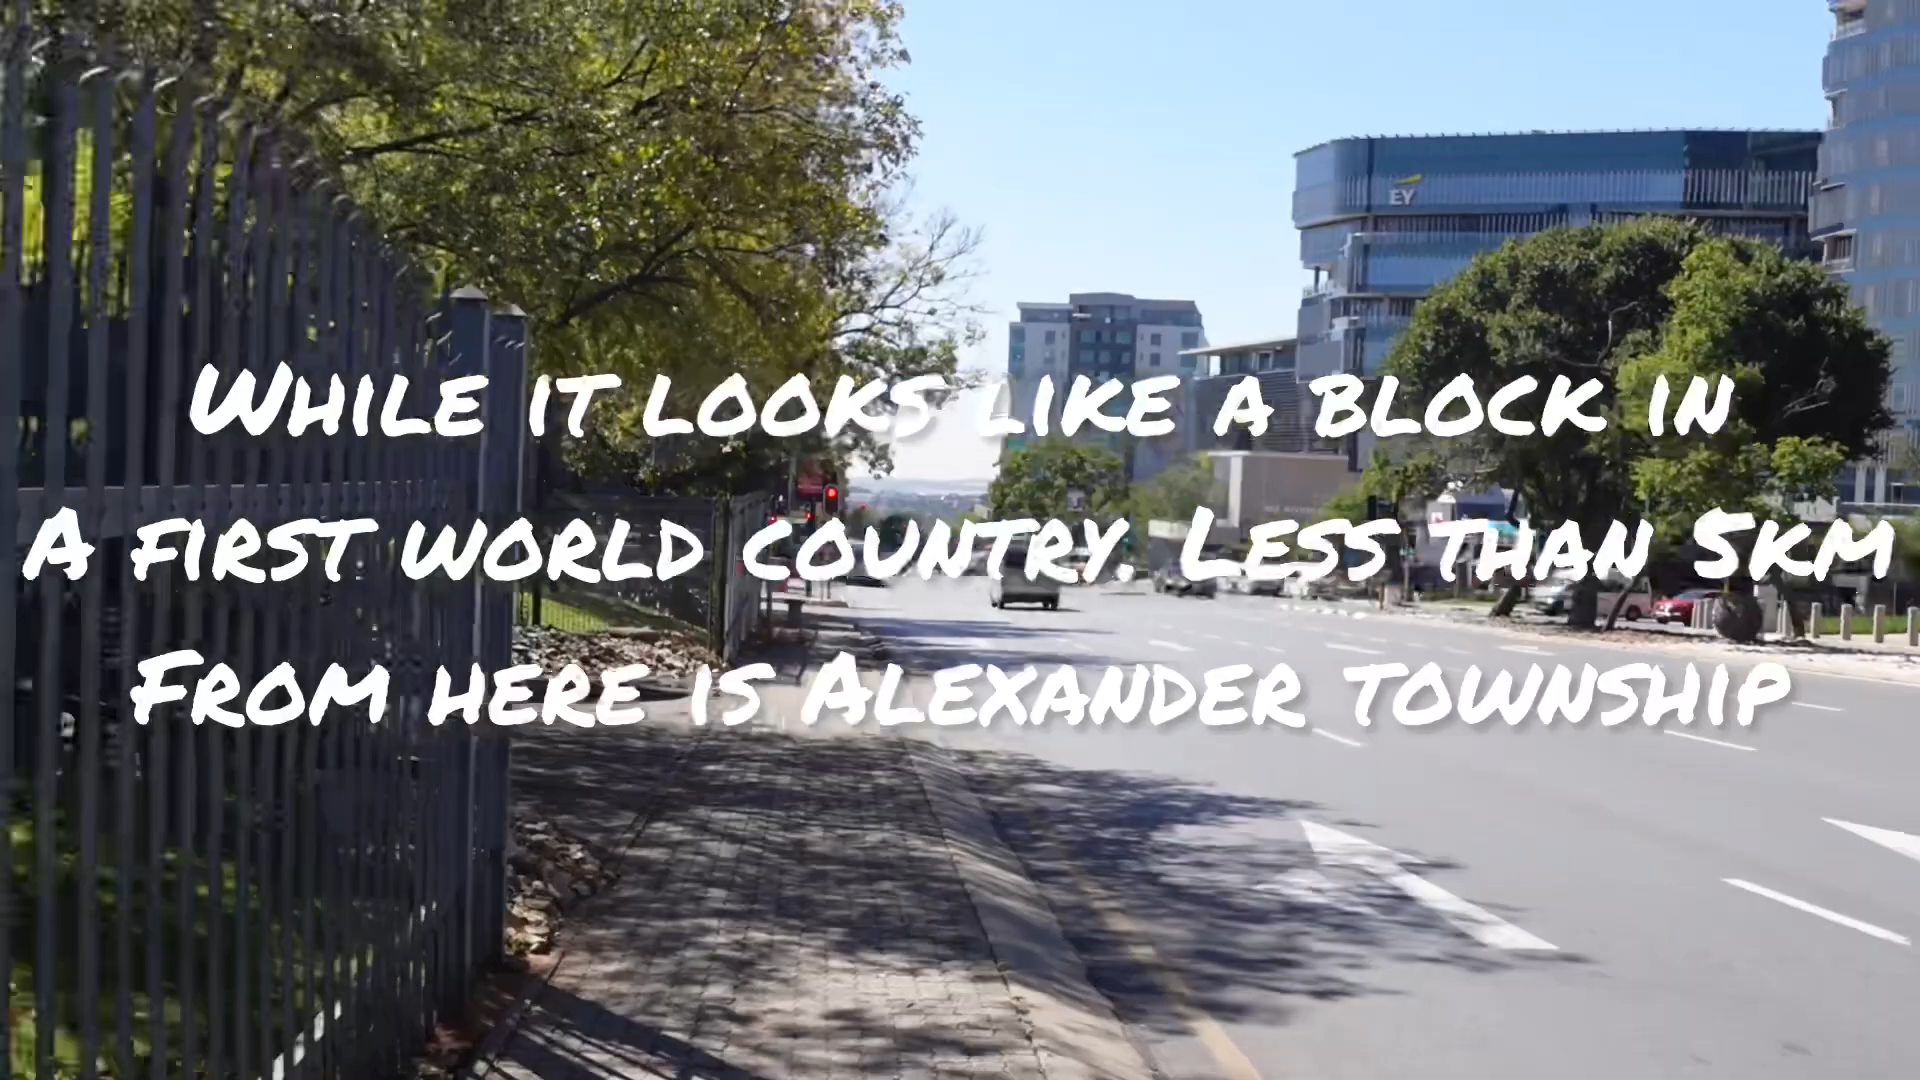 EY
While it looks like a block in
A first world country. Less than 5km
From here is Alexander township